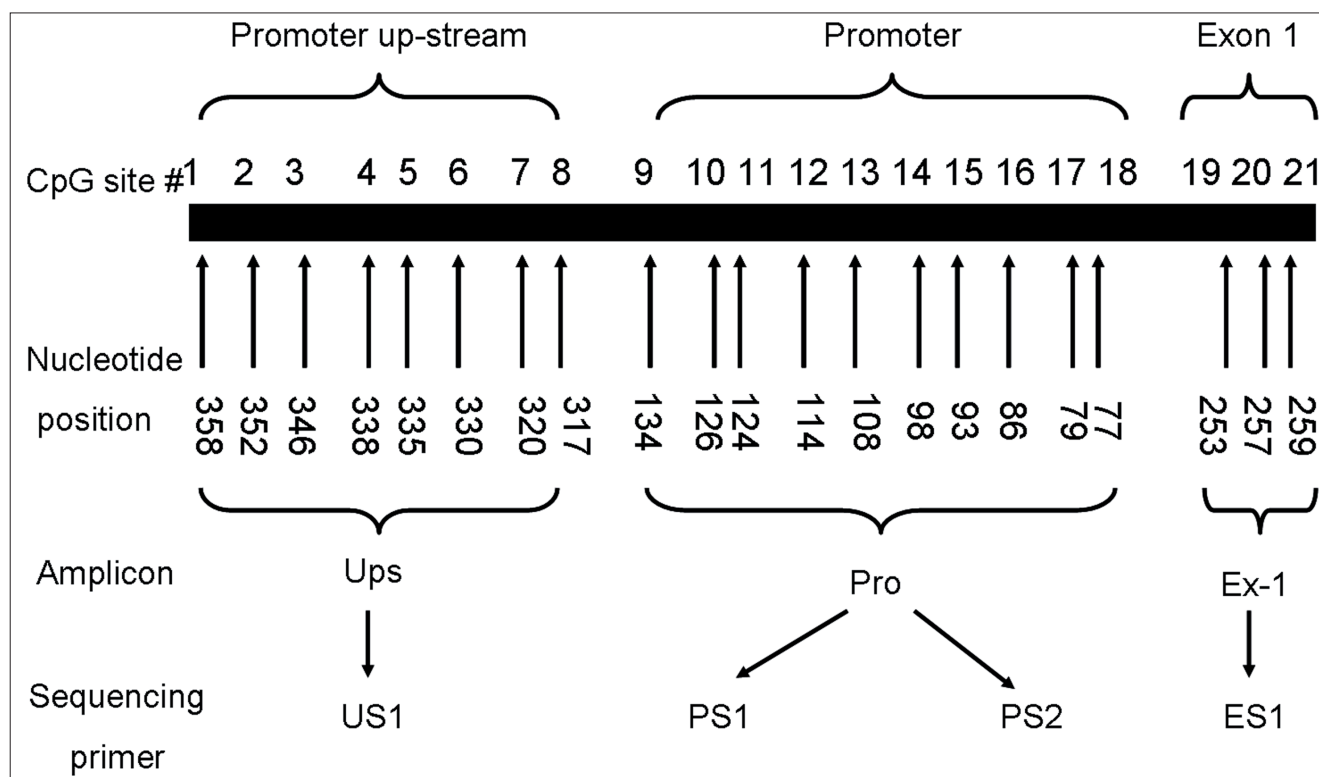 Promoter up-stream Promoter Exon 1
CpG site # 1 2 3 4 5 6 7 8 9 10 11 12 13 14 15 16 17 18 19 20 21
Nucleotide
position
358 352 346 338 335 330 320 317 134 126 124 114 108 98 93 86 79 77 253 257 259
Amplicon Ups Pro Ex-1
Sequencing
primer
US1 PS1 PS2 ES1